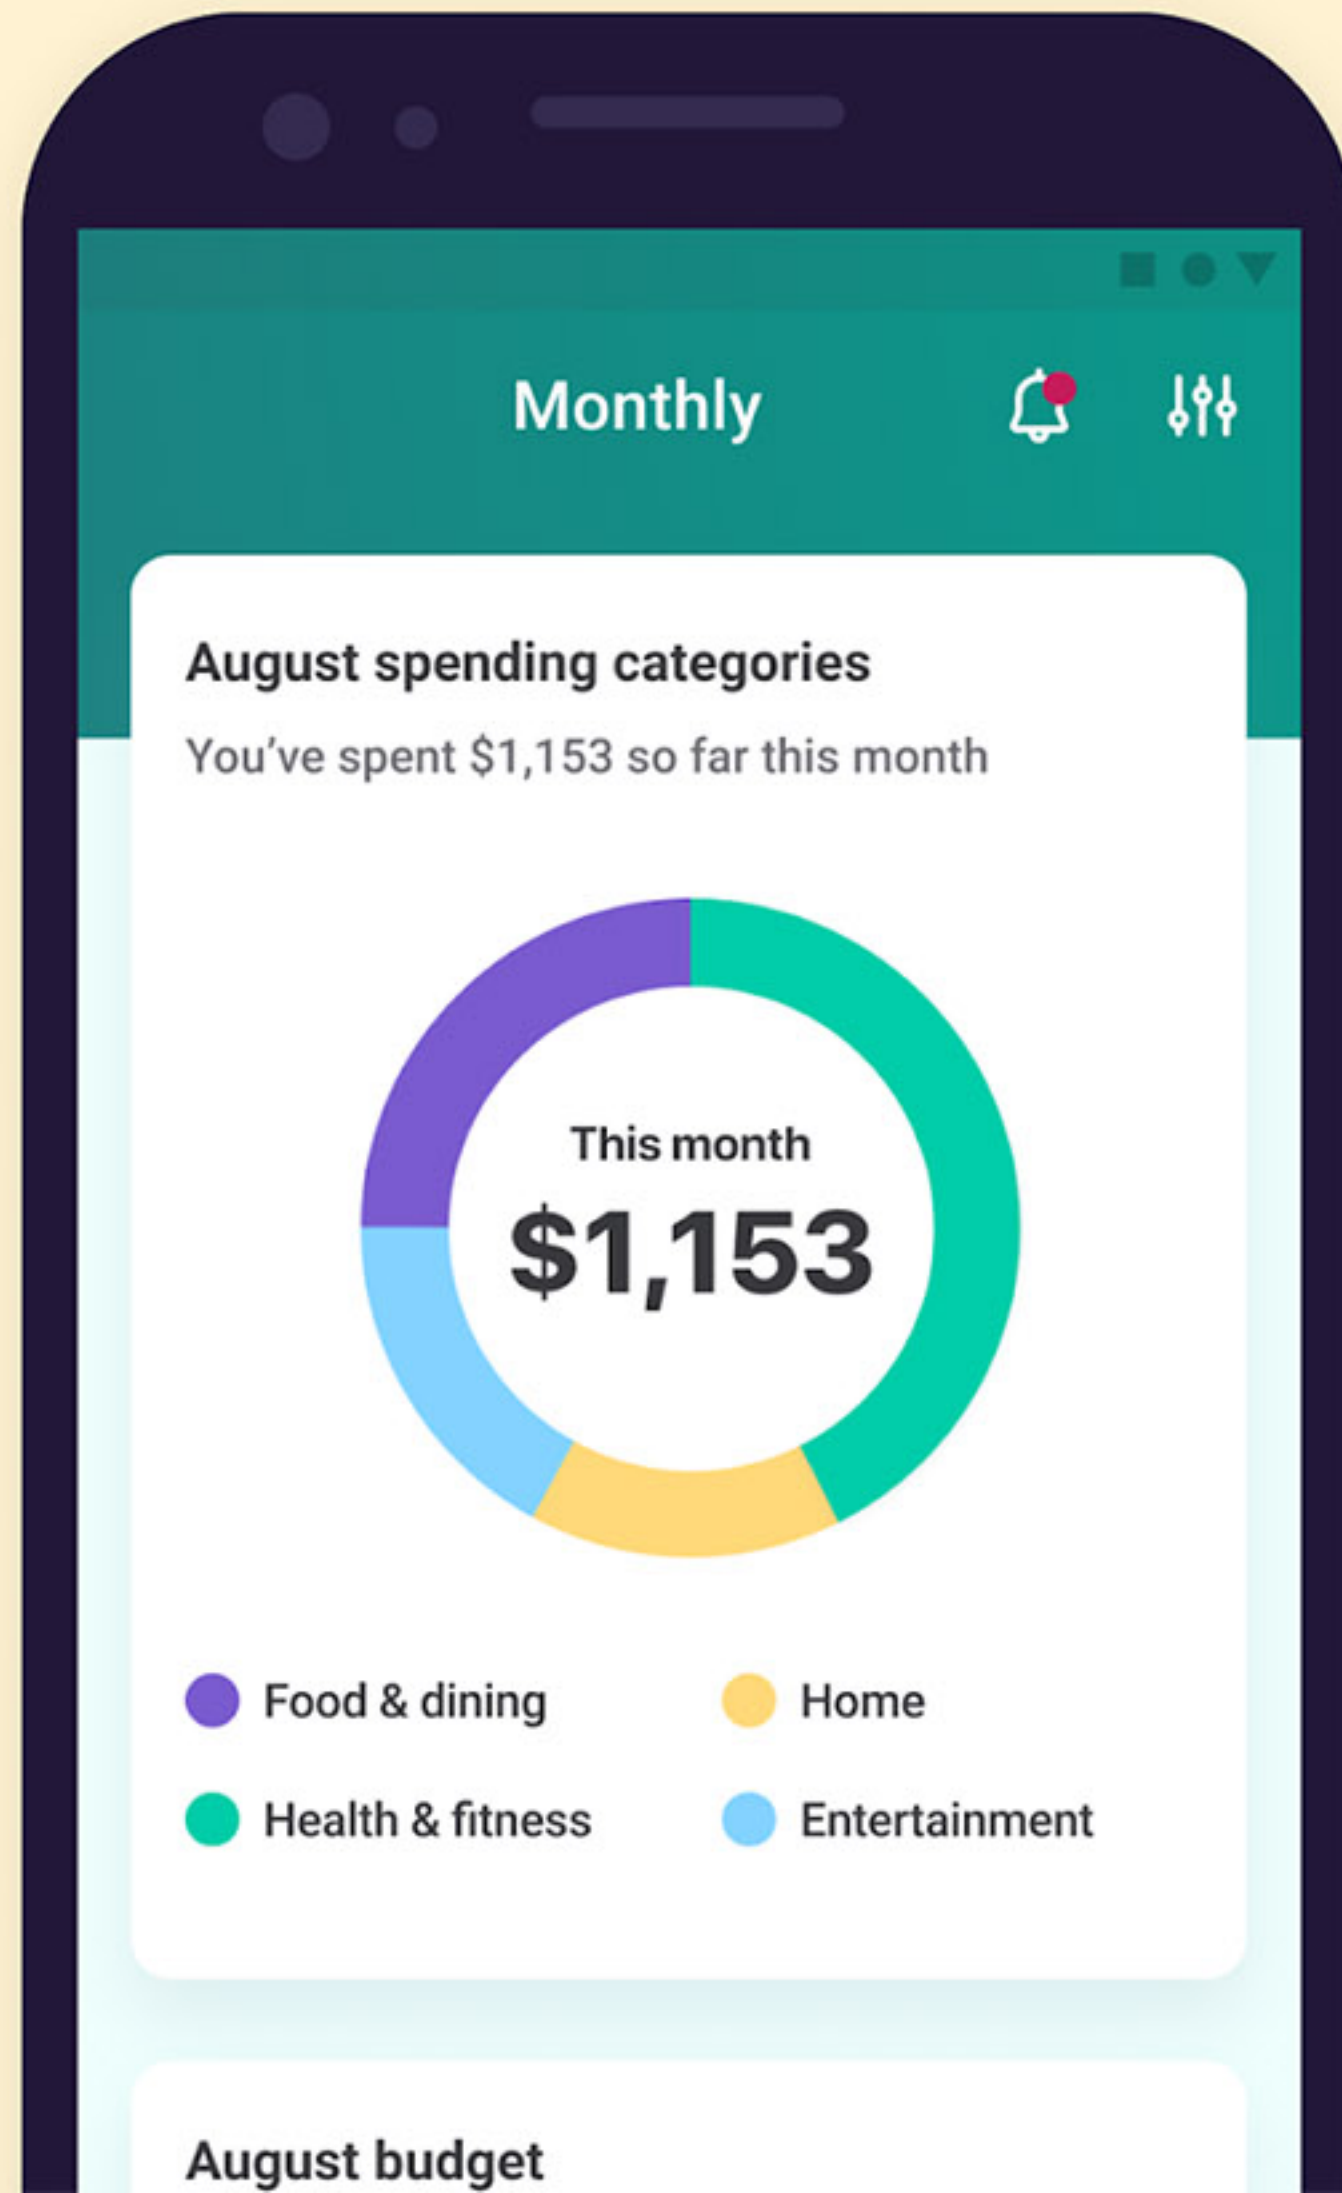 Monthly
August spending categories
You’ve spent $1,153 so far this month
This month
$1,153
Food & dining
Home
Health & fitness
Entertainment
August budget